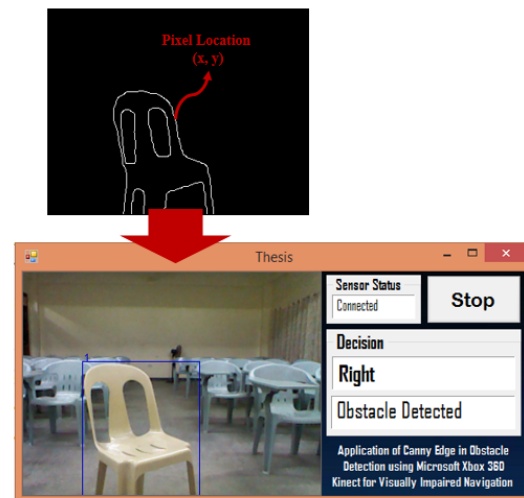 Pixel Location
(x, y)
Thesis
Sensor Status
Connected
Stop
Decision
Right
Obstacle Detected
1
Application of Canny Edge in Obstacle
Detection using Microsoft Xbox 360
Kinect for Visually Impaired Navigation